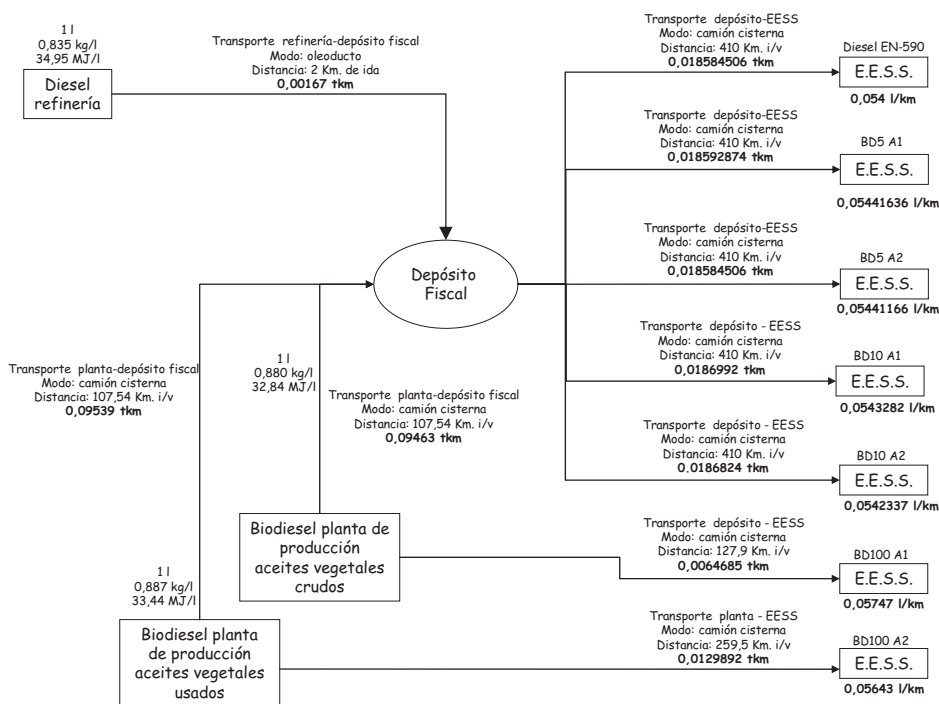 1 l
0,835 kg/l
34,95 MJ/l
Diesel
refinería
Transporte refinería-depósito fiscal
Modo: oleoducto
Distancia: 2 Km. de ida
0,00167 tkm
Transporte depósito-EESS
Modo: camión cisterna
Distancia: 410 Km. i/v
0,018584506 tkm
Diesel EN-590
E.E.S.S.
0,054 l/km
Transporte depósito-EESS
Modo: camión cisterna
Distancia: 410 Km. i/v
0,018592874 tkm
BD5 A1
E.E.S.S.
0,05441636 l/km
Depósito
Fiscal
Transporte depósito-EESS
Modo: camión cisterna
Distancia: 410 Km. i/v
0,018584506 tkm
BD5 A2
E.E.S.S.
0,05441166 l/km
Transporte depósito - EESS
Modo: camión cisterna
Distancia: 410 Km. i/v
0,0186992 tkm
BD10 A1
E.E.S.S.
0,0543282 l/km
Transporte planta-depósito fiscal
Modo: camión cisterna
Distancia: 107,54 Km. i/v
0,09539 tkm
1 l
0,880 kg/l
32,84 MJ/l
Transporte planta-depósito fiscal
Modo: camión cisterna
Distancia: 107,54 Km. i/v
0,09463 tkm
Transporte depósito - EESS
Modo: camión cisterna
Distancia: 410 Km. i/v
0,0186824 tkm
BD10 A2
E.E.S.S.
0,0542337 l/km
Biodiesel planta de
producción
aceites vegetales
crudos
Transporte depósito - EESS
Modo: camión cisterna
Distancia: 127,9 Km. i/v
0,0064685 tkm
BD100 A1
E.E.S.S.
0,05747 l/km
1 l
0,887 kg/l
33,44 MJ/l
Biodiesel planta
de producción
aceites vegetales
usados
Transporte planta - EESS
Modo: camión cisterna
Distancia: 259,5 Km. i/v
0,0129892 tkm
BD100 A2
E.E.S.S.
0,05643 l/km